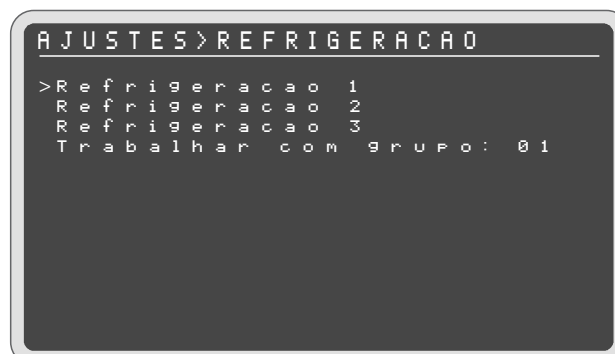 AJUSTES>REFRIGERACAO
>Refrigeracao 1
Refrigeracao 2
Refrigeracao 3
Trabalhar com grupo: 01